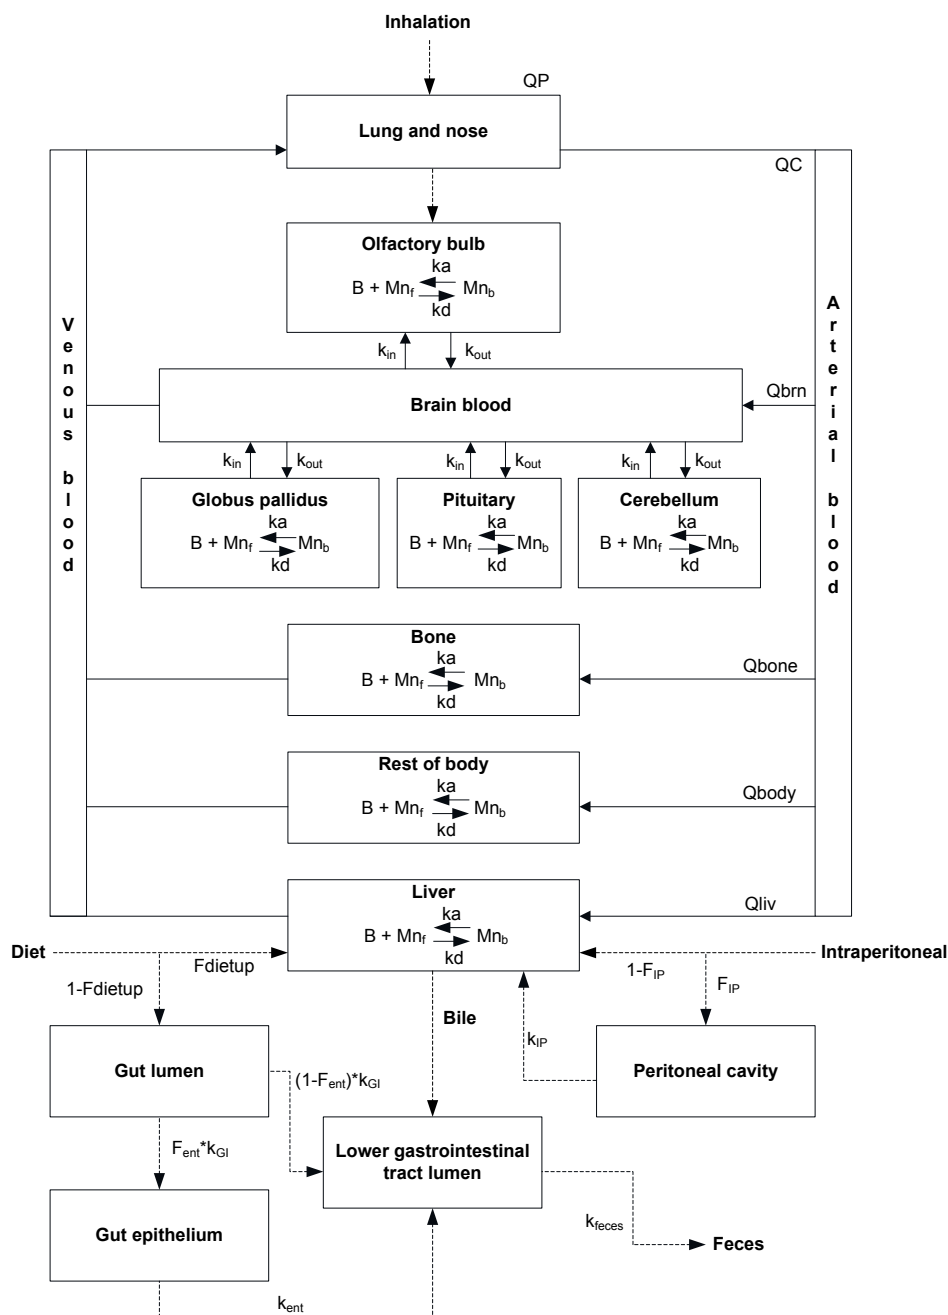 Inhalation
QP
Lung and nose
QC
Olfactory bulb
ka
B + Mnf Mnb
kd
kin kout
Venous blood
Arterial blood
Brain blood
Qbrn
kin kout kin kout kin kout
Globus pallidus Pituitary Cerebellum
ka ka ka
B + Mnf Mnb B + Mnf Mnb B + Mnf Mnb
kd kd kd
Bone
ka
B + Mnf Mnb
kd
Qbone
Rest of body
ka
B + Mnf Mnb
kd
Qbody
Liver
ka
B + Mnf Mnb
kd
Qliv
Diet
Fdietup
1-Fdietup
Intraperitoneal
1-FIP
FIP
Bile
kIP
Gut lumen
(1-Fent)*kGI
Peritoneal cavity
Fent*kGI
Lower gastrointestinal
tract lumen
kfeces
Gut epithelium
Feces
kent